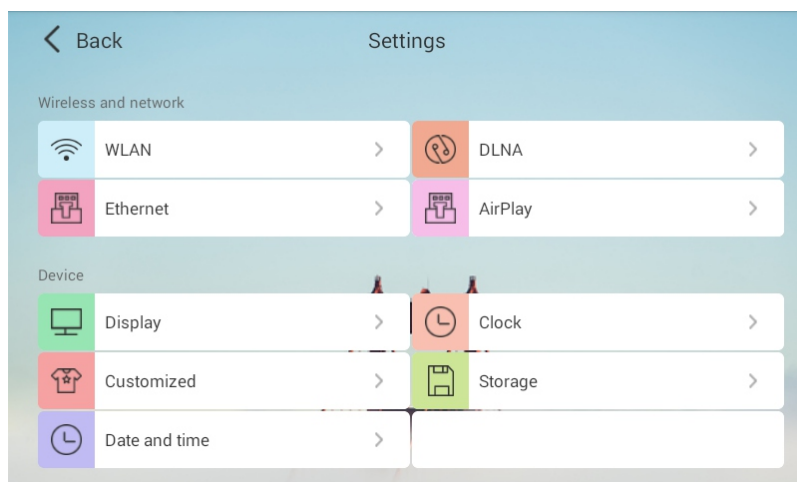 Back
Settings
Wireless and network
WLAN
DLNA
Ethernet
AirPlay
Device
Display
Clock
Customized
Storage
Date and time